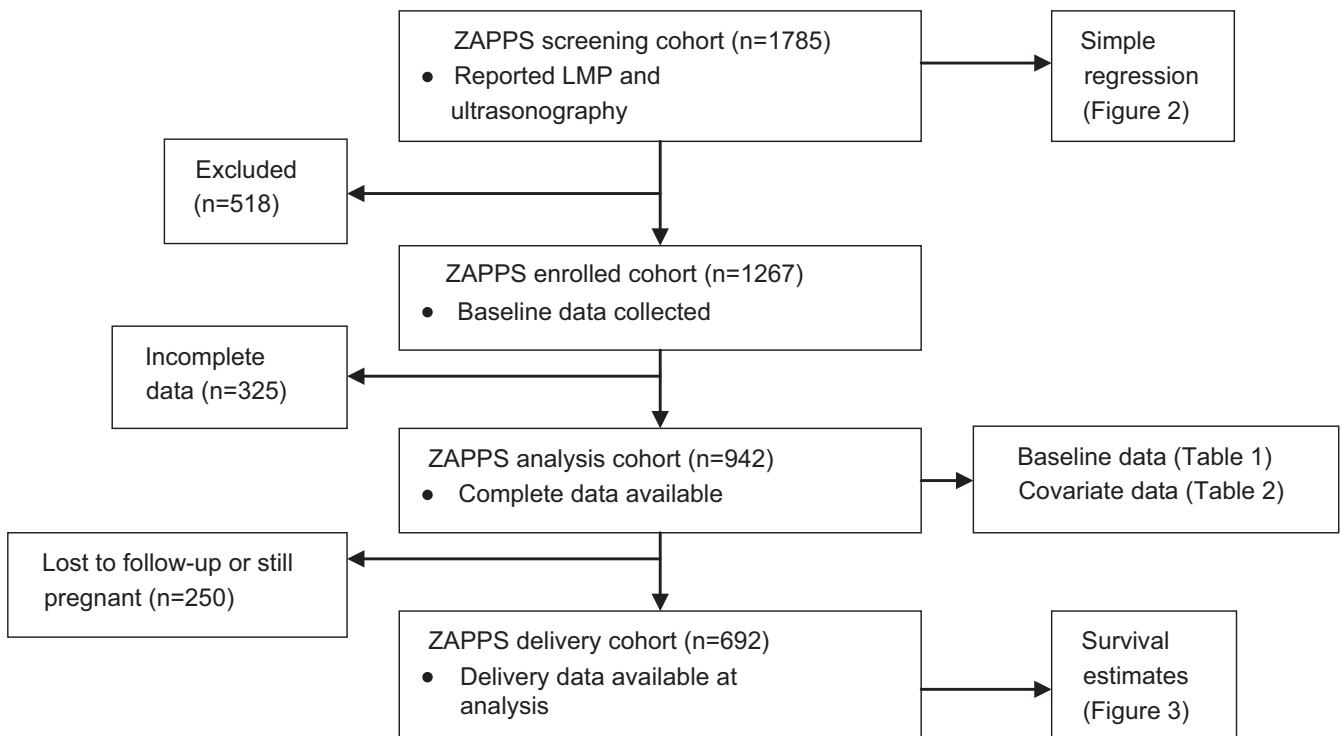 ZAPPS screening cohort (n=1785)
● Reported LMP and
ultrasonography
Simple
regression
(Figure 2)
Excluded
(n=518)
ZAPPS enrolled cohort (n=1267)
● Baseline data collected
Incomplete
data (n=325)
ZAPPS analysis cohort (n=942)
● Complete data available
Baseline data (Table 1)
Covariate data (Table 2)
Lost to follow-up or still
pregnant (n=250)
ZAPPS delivery cohort (n=692)
● Delivery data available at
analysis
Survival
estimates
(Figure 3)